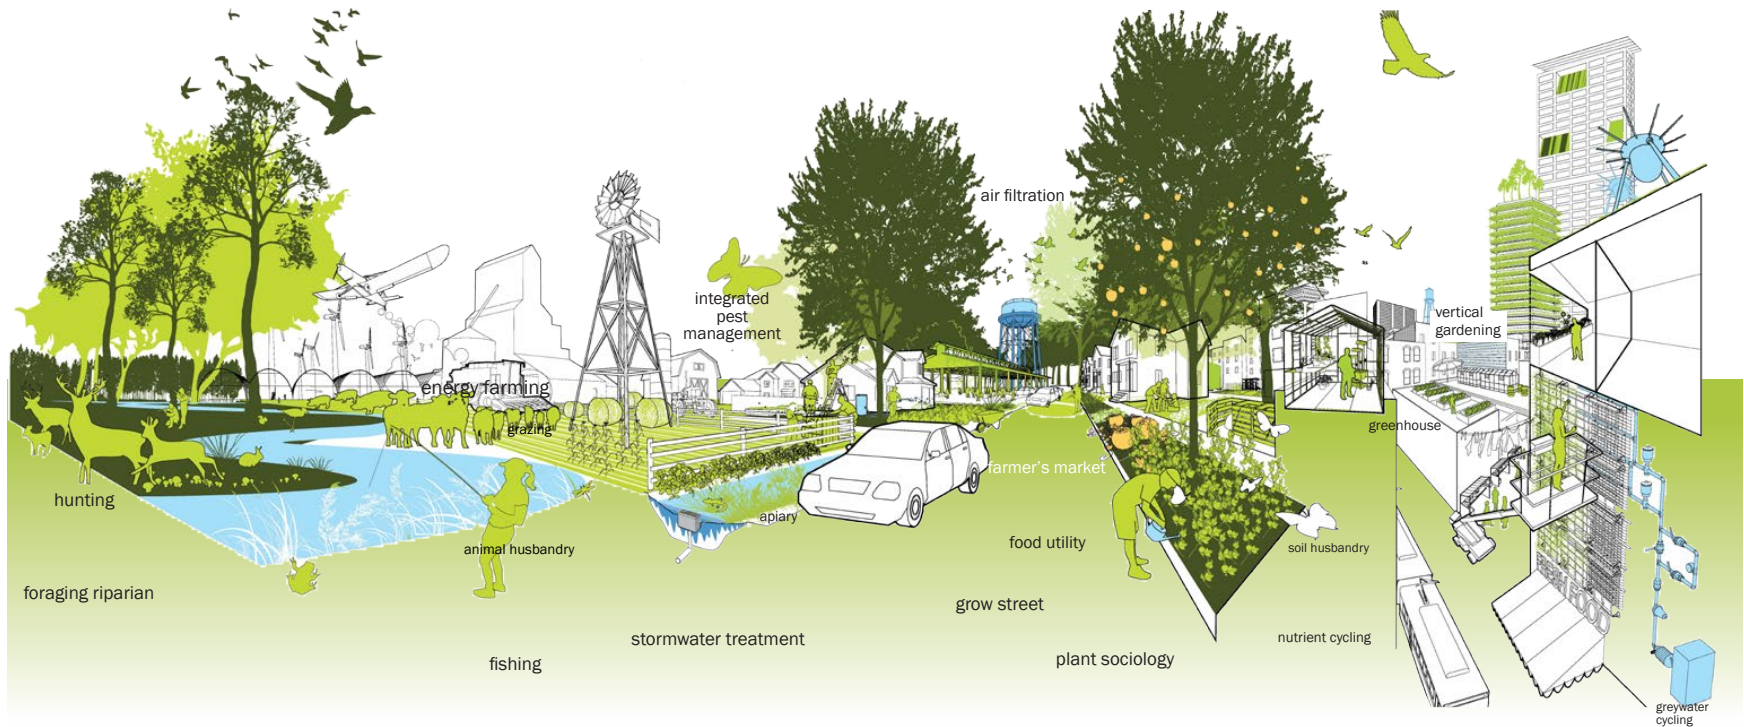 air filtration
integrated
pest
management
vertical
gardening
energy farming
grazing
greenhouse
farmer's market
hunting
apiary
food utility
animal husbandry
soil husbandry
foraging riparian
grow street
stormwater treatment
nutrient cycling
fishing
plant sociology
greywater
cycling
FOOD